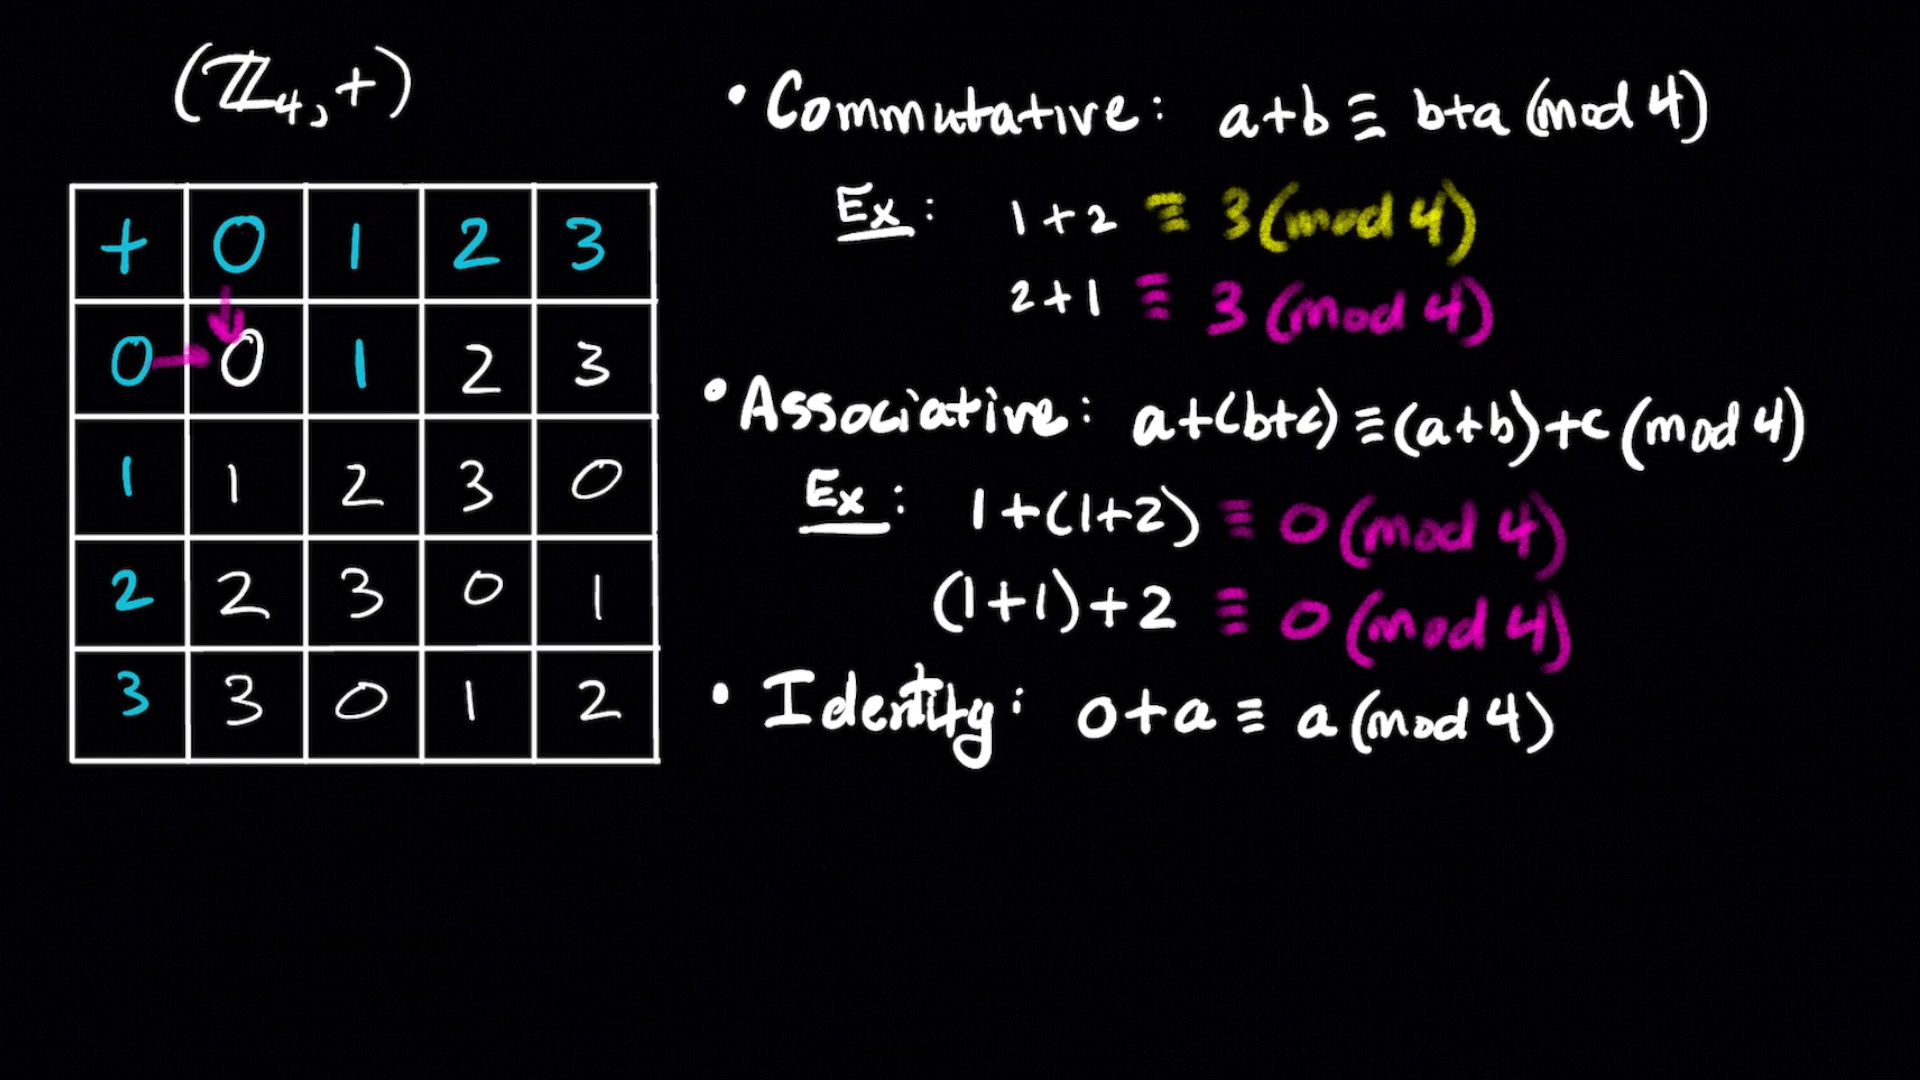 (ℤ₄,+)
+ 0 1 2 3
0 0 1 2 3
1 1 2 3 0
2 2 3 0 1
3 3 0 1 2
• Commutative: a+b ≡ b+a (mod 4)
Ex: 1+2 ≡ 3 (mod 4)
2+1 ≡ 3 (mod 4)
• Associative: a+(b+c) ≡ (a+b)+c (mod 4)
Ex: 1+(1+2) ≡ 0 (mod 4)
(1+1)+2 ≡ 0 (mod 4)
• Identity: 0+a ≡ a (mod 4)